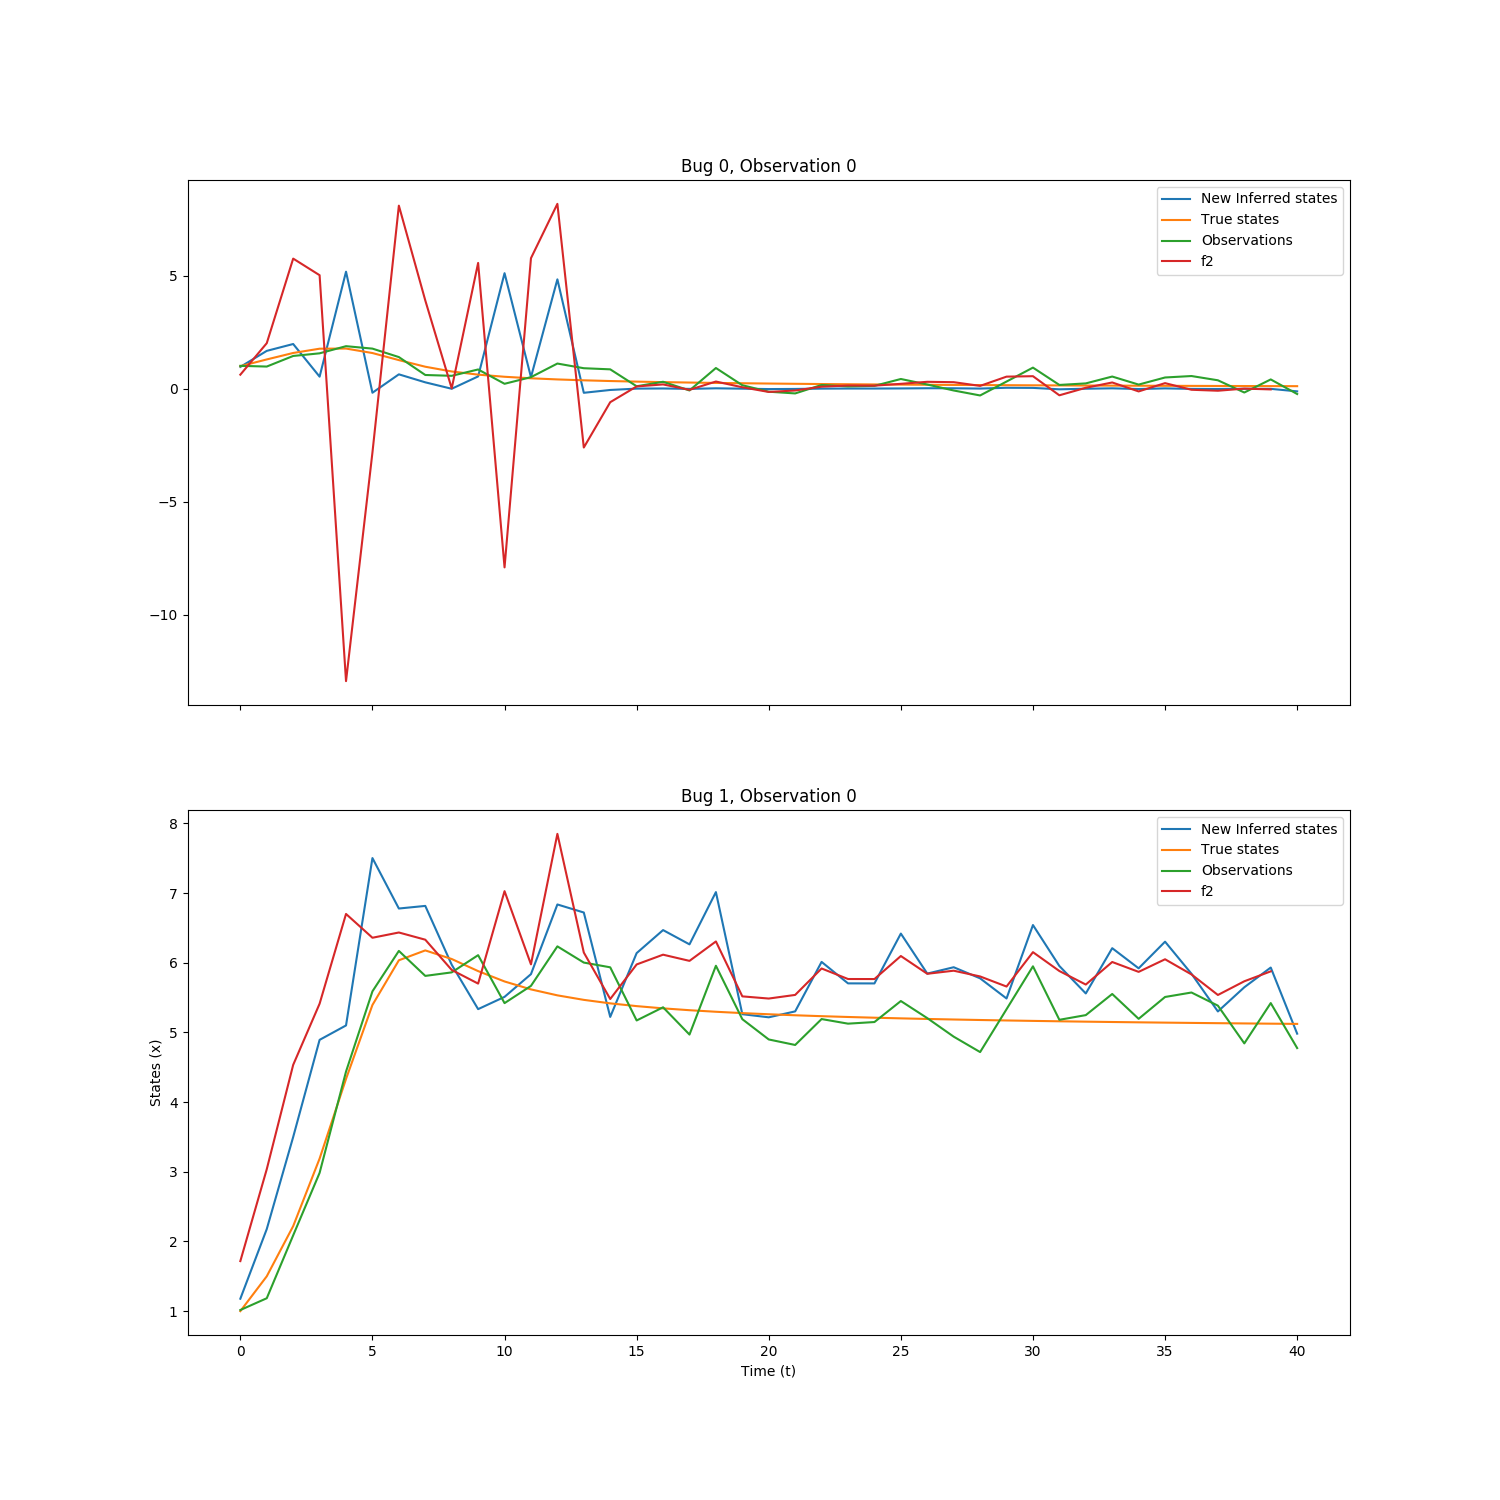 Bug 0, Observation 0
New Inferred states
True states
Observations
f2
5
0
−5
−10
Bug 1, Observation 0
New Inferred states
True states
Observations
f2
8
7
6
5
4
3
2
1
States (x)
0 5 10 15 20 25 30 35 40
Time (t)